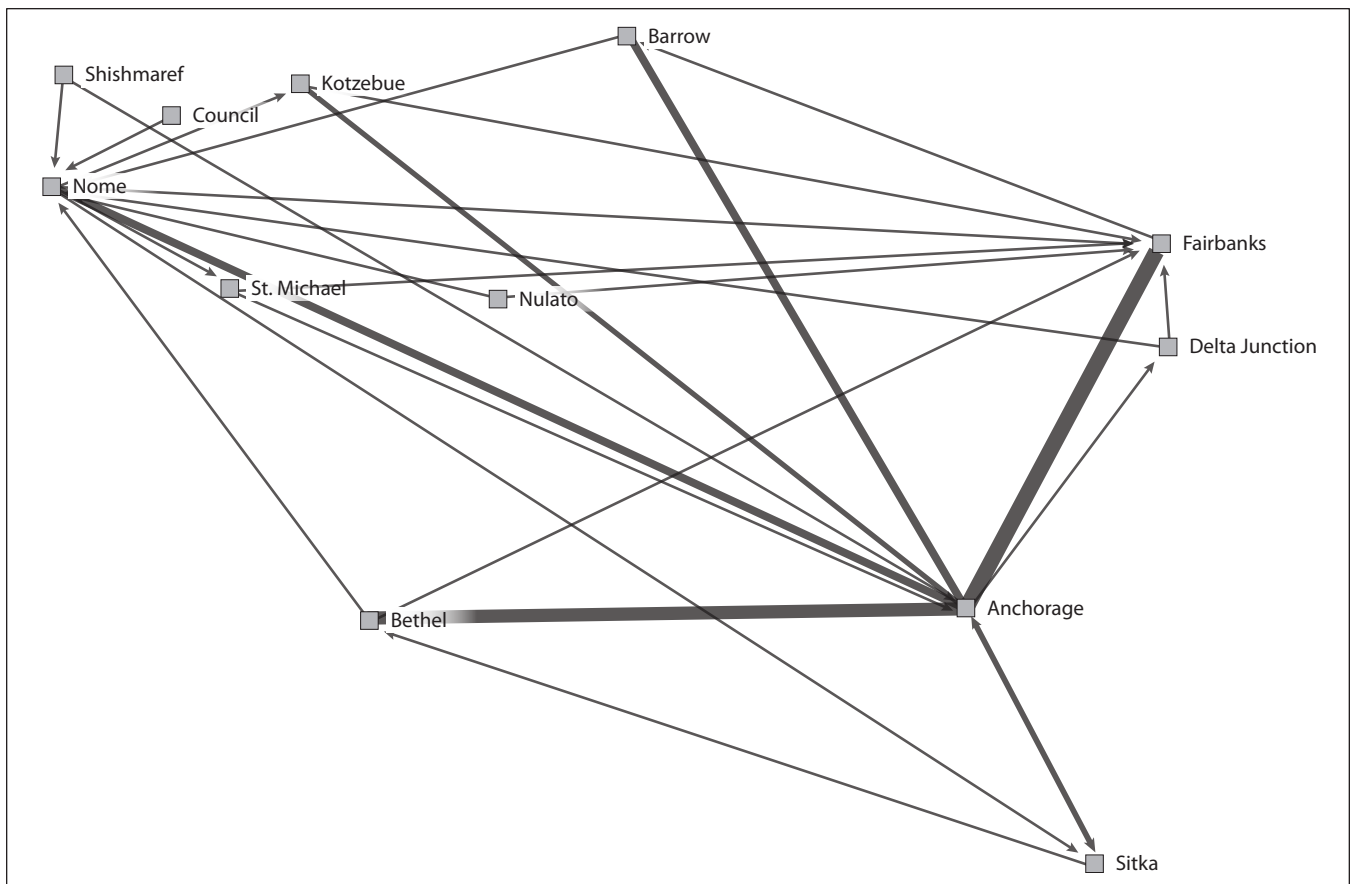 Barrow
Shishmaref
Kotzebue
Council
Nome
Fairbanks
St. Michael
Nulato
Delta Junction
Anchorage
Bethel
Sitka